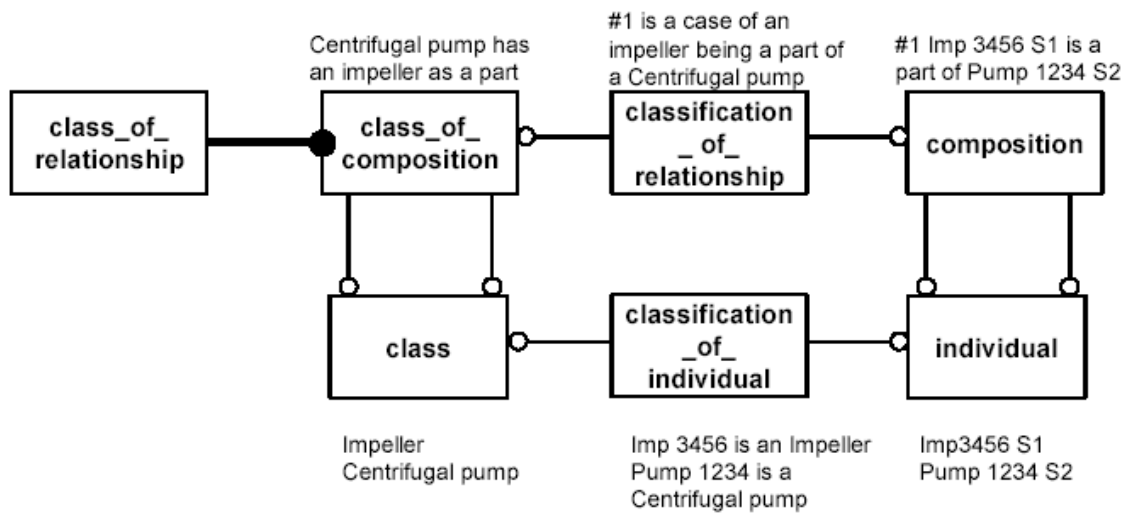 Centrifugal pump has
an impeller as a part
#1 is a case of an
impeller being a part of
a Centrifugal pump
#1 Imp 3456 S1 is a
part of Pump 1234 S2
class_of_
relationship
class_of_
composition
classification
_of_
relationship
composition
class
classification
_of_
individual
individual
Impeller
Centrifugal pump
Imp 3456 is an Impeller
Pump 1234 is a
Centrifugal pump
Imp3456 S1
Pump 1234 S2